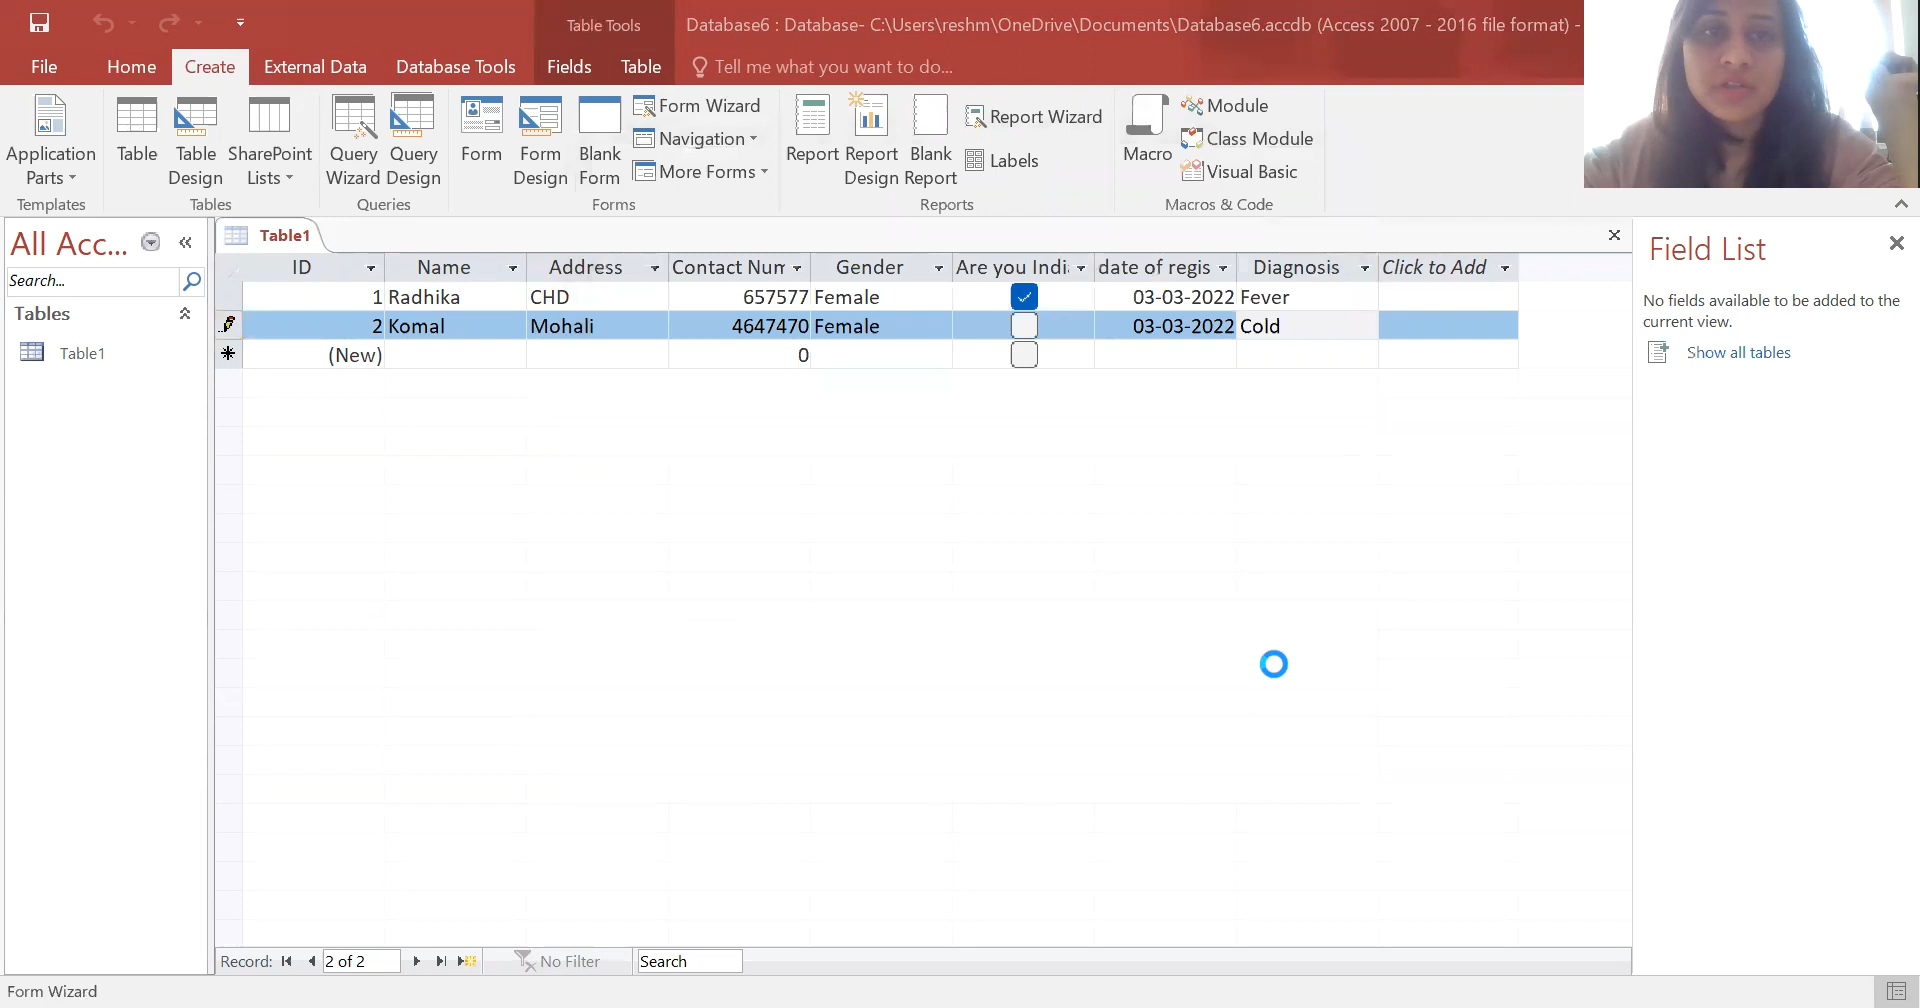 Table Tools
Database6 : Database- C:\Users\reshm\OneDrive\Documents\Database6.accdb (Access 2007 - 2016 file format) -
File Home Create External Data Database Tools Fields Table Tell me what you want to do...
Application Parts
Templates
Table
Table Design
SharePoint Lists
Tables
Query Wizard
Query Design
Queries
Form
Form Design
Blank Form
Form Wizard
Navigation
More Forms
Forms
Report
Report Design
Blank Report
Report Wizard
Labels
Reports
Macro
Module
Class Module
Visual Basic
Macros & Code
All Acc...
Search...
Tables
Table1
Table1
ID Name Address Contact Num Gender Are you Indi date of regis Diagnosis Click to Add
1 Radhika CHD 657577 Female 03-03-2022 Fever
2 Komal Mohali 4647470 Female 03-03-2022 Cold
(New) 0
Field List
No fields available to be added to the
current view.
Show all tables
Record: 2 of 2 No Filter Search
Form Wizard